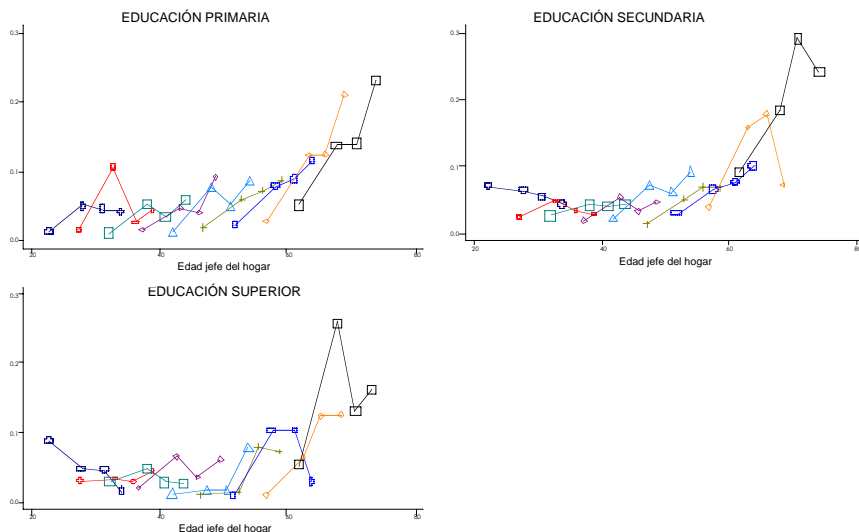 EDUCACIÓN PRIMARIA
0.3
0.2
0.1
0.0
20 40 60 80
Edad jefe del hogar
EDUCACIÓN SECUNDARIA
0.3
0.2
0.1
0.0
20 40 60 80
Edad jefe del hogar
EDUCACIÓN SUPERIOR
0.3
0.2
0.1
0.0
20 40 60 80
Edad jefe del hogar